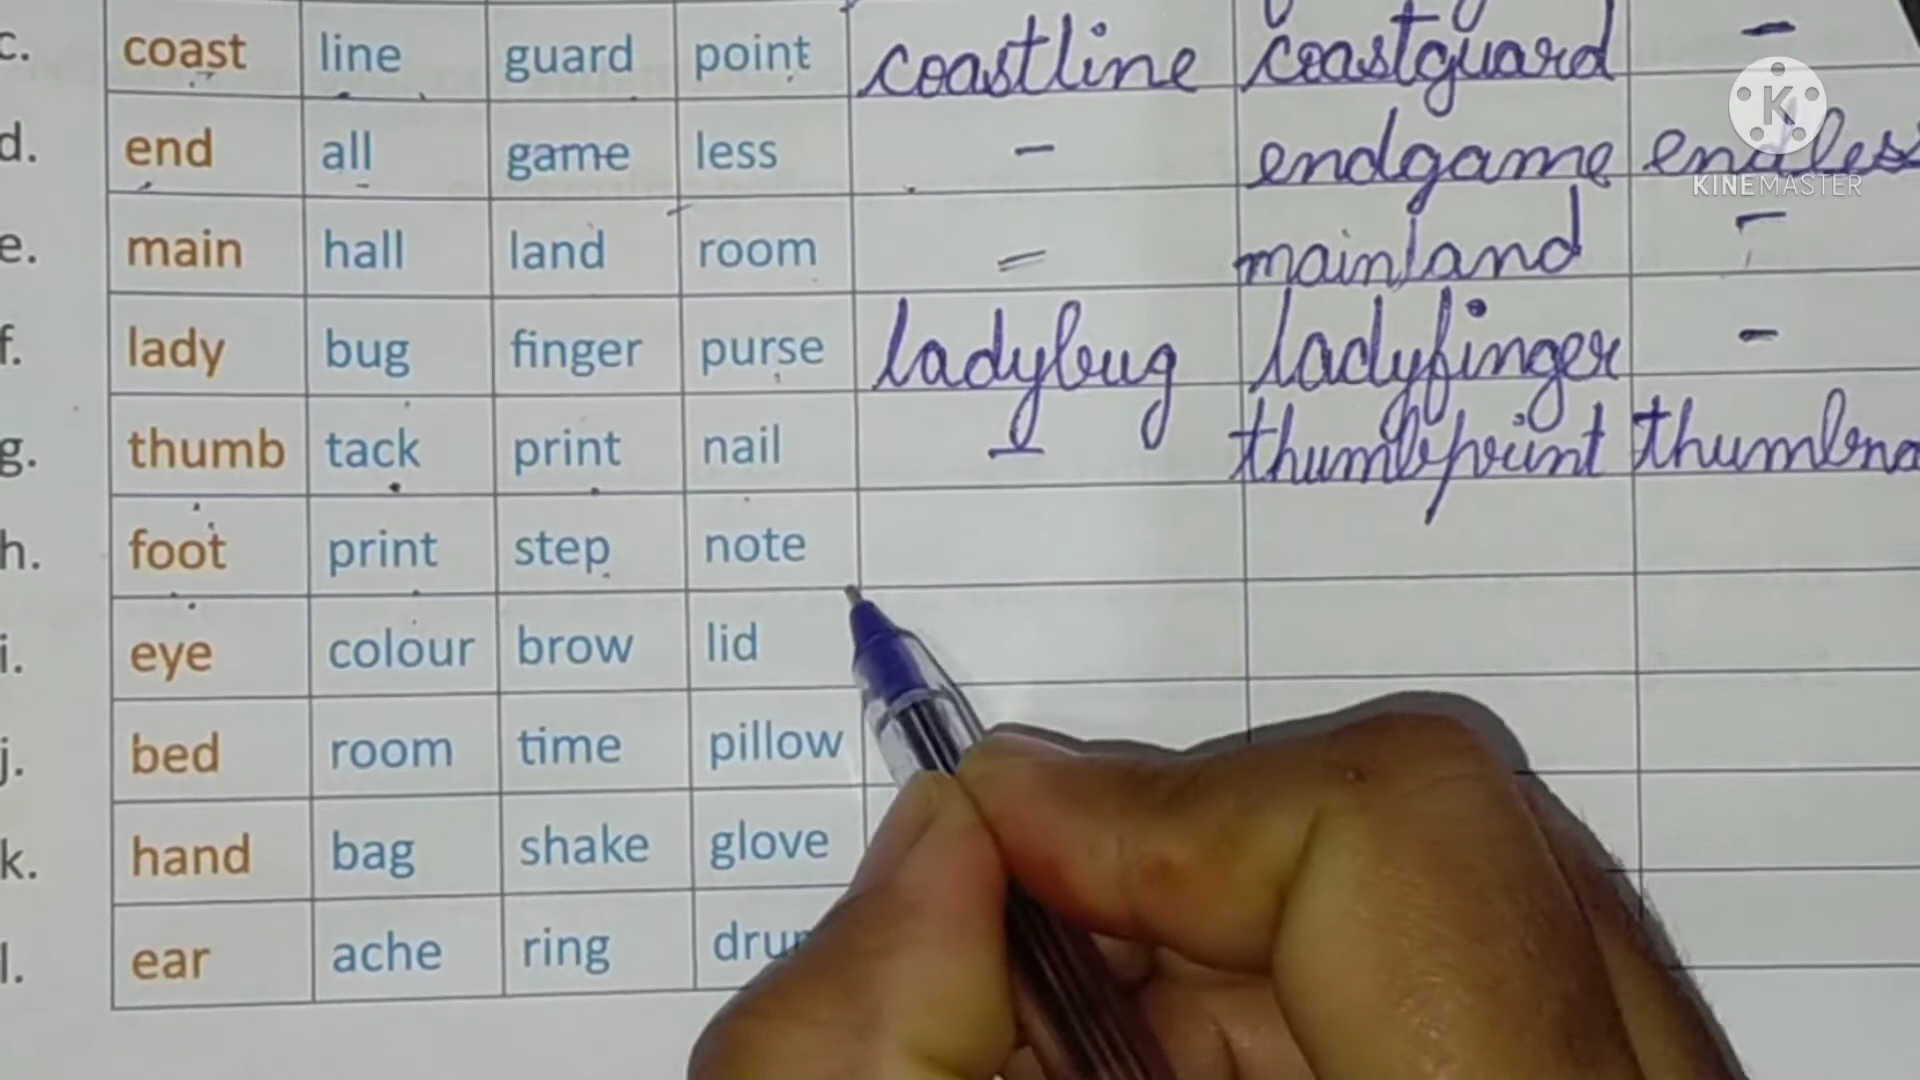 c. coast line guard point coastline coastguard -
d. end all game less - endgame endless
e. main hall land room - mainland -
f. lady bug finger purse ladybug ladyfinger -
g. thumb tack print nail - thumbprint thumbna
h. foot print step note
i. eye colour brow lid
j. bed room time pillow
k. hand bag shake glove
l. ear ache ring dru
K
KINEMASTER